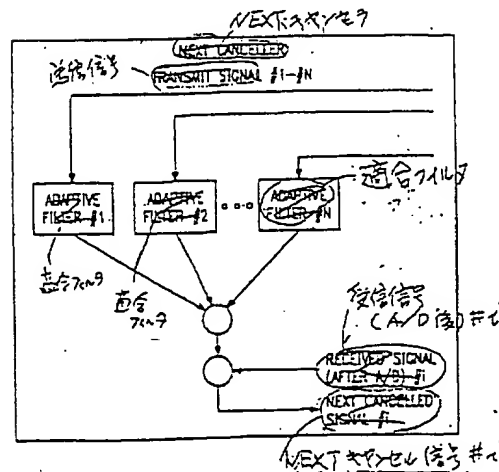 NEXTキャンセラ
NEXT CANCELLER
送信信号
TRANSMIT SIGNAL #1-#N
適合フィルタ
ADAPTIVE
FILTER #1
ADAPTIVE
FILTER #2
ADAPTIVE
FILTER #N
適合フィルタ
適合
フィルタ
受信信号
(A/D後) #i
RECEIVED SIGNAL
(AFTER A/D) #i
NEXT CANCELLED
SIGNAL #i
NEXTキャンセル信号 #i